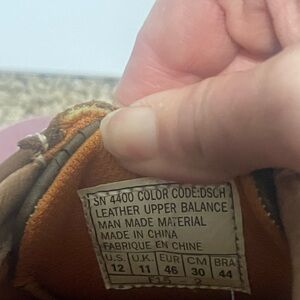 SN 4400 COLOR CODE:DSCH
LEATHER UPPER BALANCE
MAN MADE MATERIAL
MADE IN CHINA
FABRIQUE EN CHINE
U.S. U.K. EUR CM BRA
12 11 46 30 44